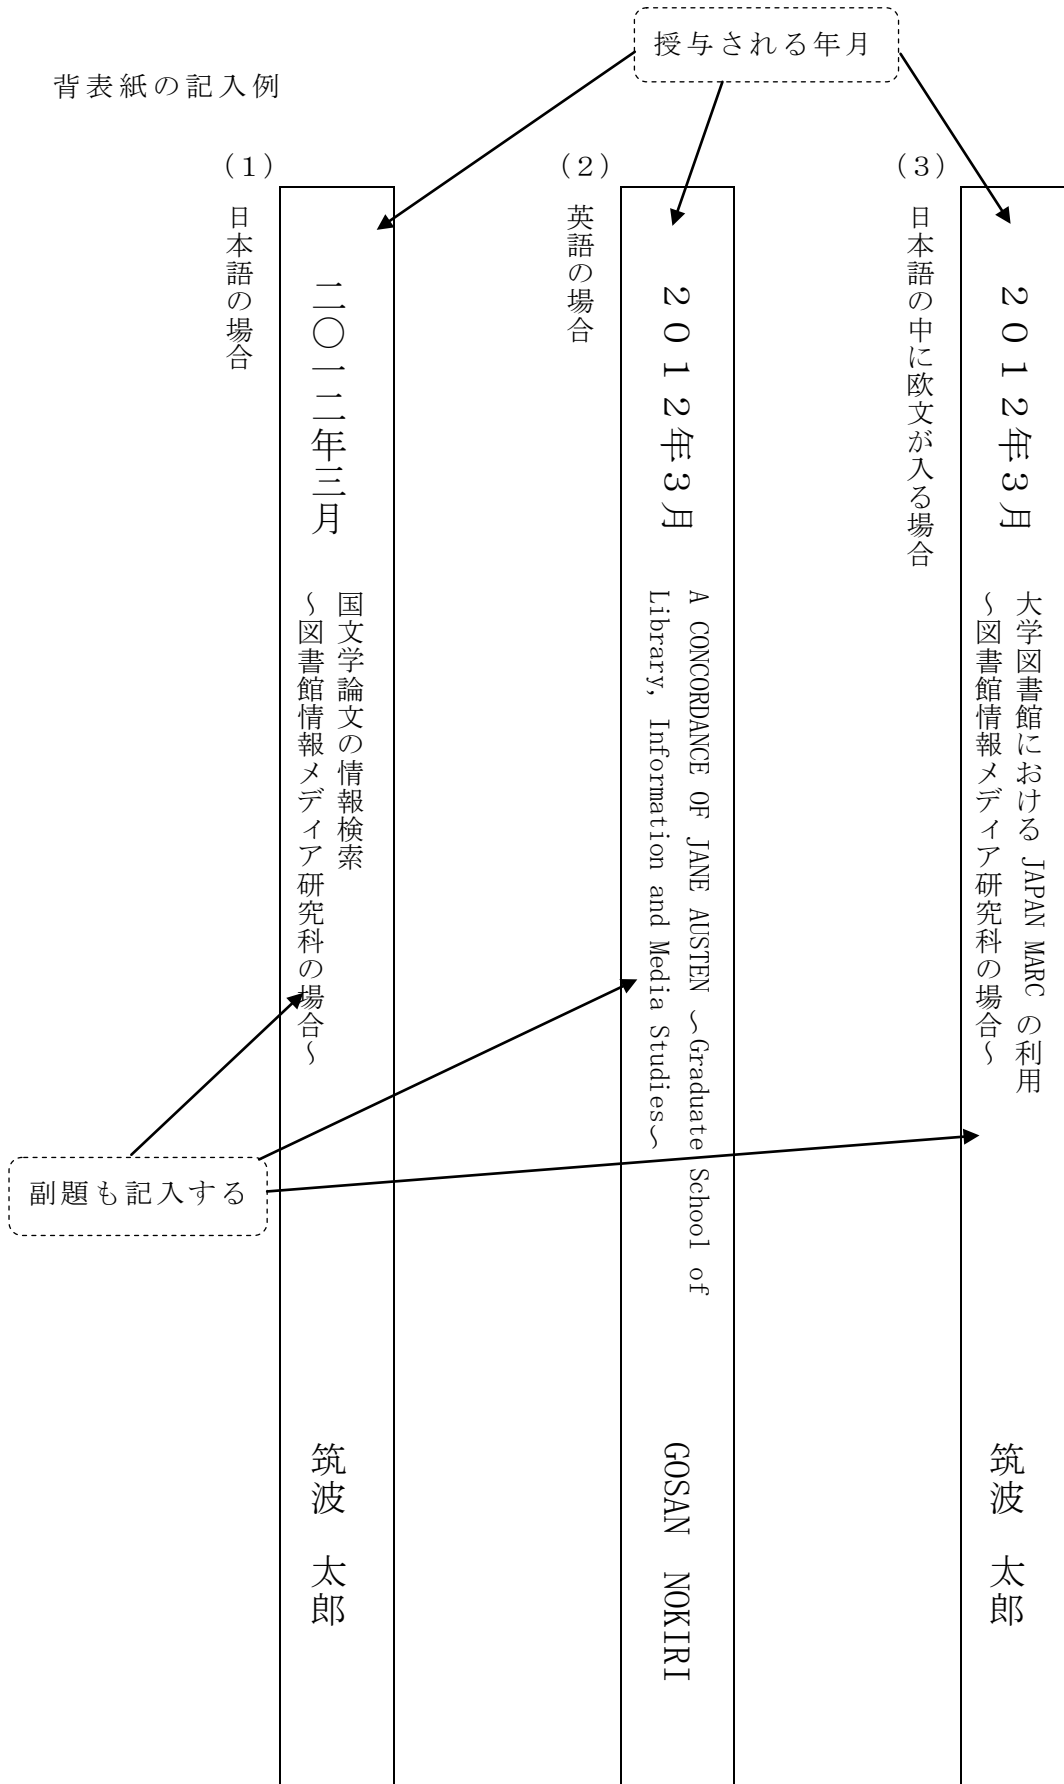 授与される年月
背表紙の記入例
（１）
日本語の場合
二〇一二年三月
国文学論文の情報検索
～図書館情報メディア研究科の場合～
筑波　太郎
（２）
英語の場合
２０１２年３月
A CONCORDANCE OF JANE AUSTEN ～Graduate School of
Library, Information and Media Studies～
GOSAN NOKIRI
（３）
日本語の中に欧文が入る場合
２０１２年３月
大学図書館における JAPAN MARC の利用
～図書館情報メディア研究科の場合～
筑波　太郎
副題も記入する